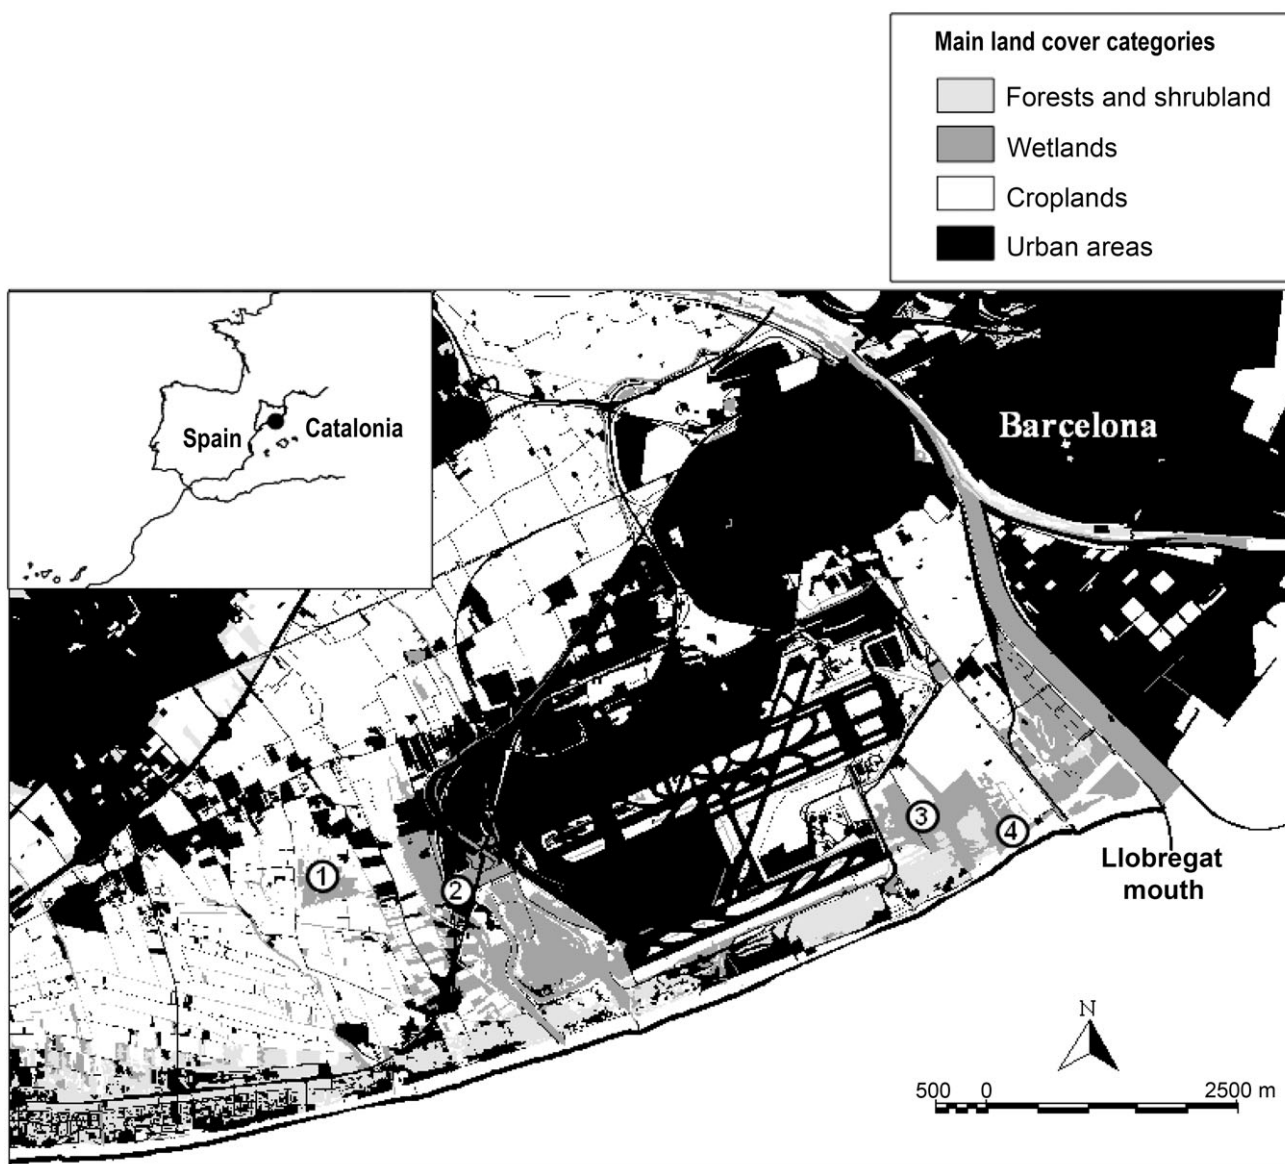 Main land cover categories
Forests and shrubland
Wetlands
Croplands
Urban areas
Spain
Catalonia
Barcelona
1
2
3
4
Llobregat
mouth
N
500 0 2500 m